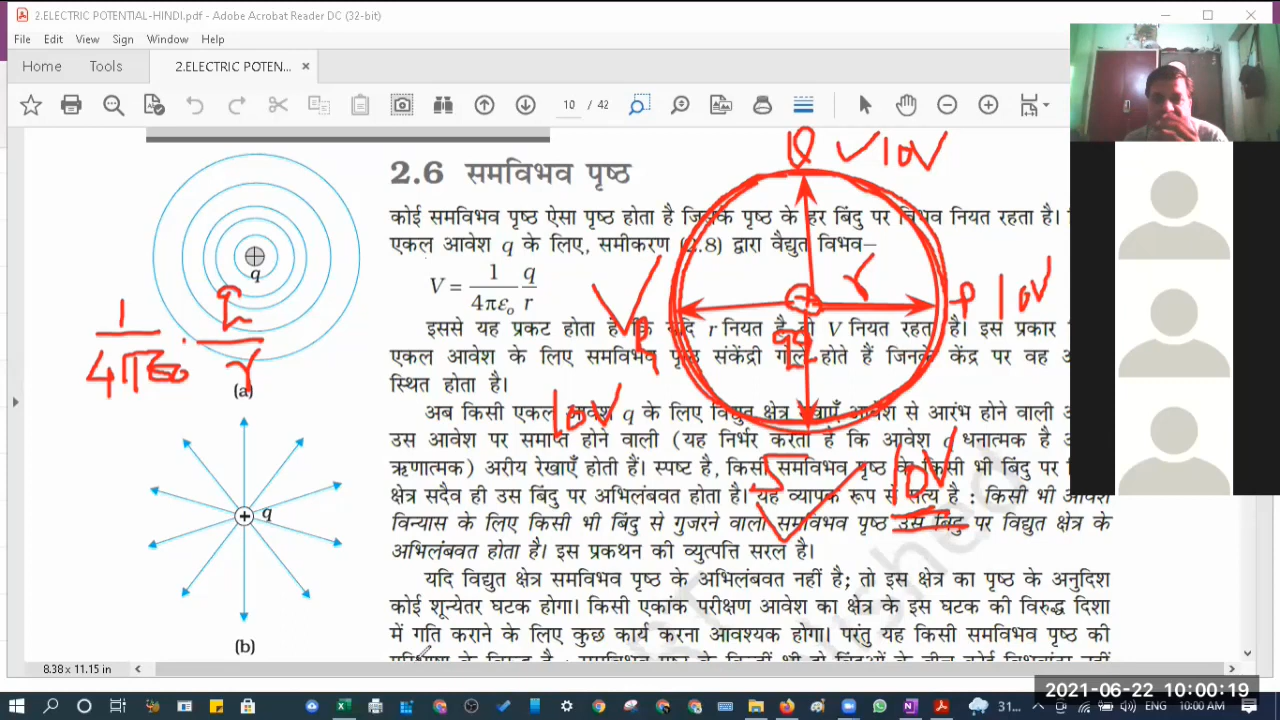 2.ELECTRIC POTENTIAL-HINDI.pdf - Adobe Acrobat Reader DC (32-bit)
File Edit View Sign Window Help
Home Tools 2.ELECTRIC POTEN... ×
10 / 42
2.6 समविभव पृष्ठ
कोई समविभव पृष्ठ ऐसा पृष्ठ होता है जिसके पृष्ठ के हर बिंदु पर विभव नियत रहता है।
एकल आवेश q के लिए, समीकरण (2.8) द्वारा वैद्युत विभव–
V = 1/4πε₀ q/r
इससे यह प्रकट होता है कि यदि r नियत है तो V नियत रहता है। इस प्रकार
एकल आवेश के लिए समविभव पृष्ठ संकेंद्री गोले होते हैं जिनके केंद्र पर वह
स्थित होता है।
अब किसी एकल आवेश q के लिए विद्युत क्षेत्र रेखाएँ आवेश से आरंभ होने वाली
उस आवेश पर समाप्त होने वाली (यह निर्भर करता है कि आवेश q धनात्मक है
ऋणात्मक) अरीय रेखाएँ होती हैं। स्पष्ट है, किसी समविभव पृष्ठ के किसी भी बिंदु पर
क्षेत्र सदैव ही उस बिंदु पर अभिलंबवत होता है। यह व्यापक रूप से सत्य है : किसी भी आवेश
विन्यास के लिए किसी भी बिंदु से गुजरने वाला समविभव पृष्ठ उस बिंदु पर विद्युत क्षेत्र के
अभिलंबवत होता है। इस प्रकथन की व्युत्पत्ति सरल है।
यदि विद्युत क्षेत्र समविभव पृष्ठ के अभिलंबवत नहीं है; तो इस क्षेत्र का पृष्ठ के अनुदिश
कोई शून्येतर घटक होगा। किसी एकांक परीक्षण आवेश का क्षेत्र के इस घटक की विरुद्ध दिशा
में गति कराने के लिए कुछ कार्य करना आवश्यक होगा। परंतु यह किसी समविभव पृष्ठ की
q
(a)
q
(b)
1/4πε₀ · q/r
Q 10V
r
P 10V
q
R
10V
S
10V
8.38 x 11.15 in
2021-06-22 10:00:19
31... ENG 10:00 AM